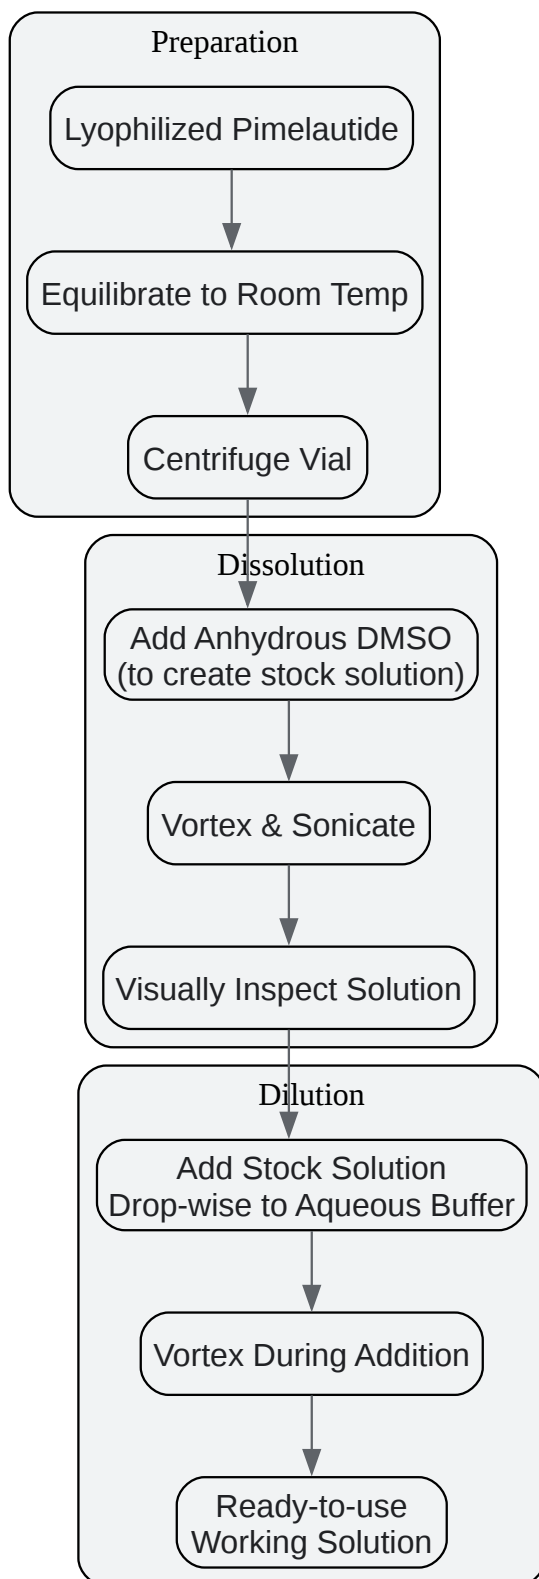 Preparation
Lyophilized Pimelautide
Equilibrate to Room Temp
Centrifuge Vial
Dissolution
Add Anhydrous DMSO
(to create stock solution)
Vortex & Sonicate
Visually Inspect Solution
Dilution
Add Stock Solution
Drop-wise to Aqueous Buffer
Vortex During Addition
Ready-to-use
Working Solution